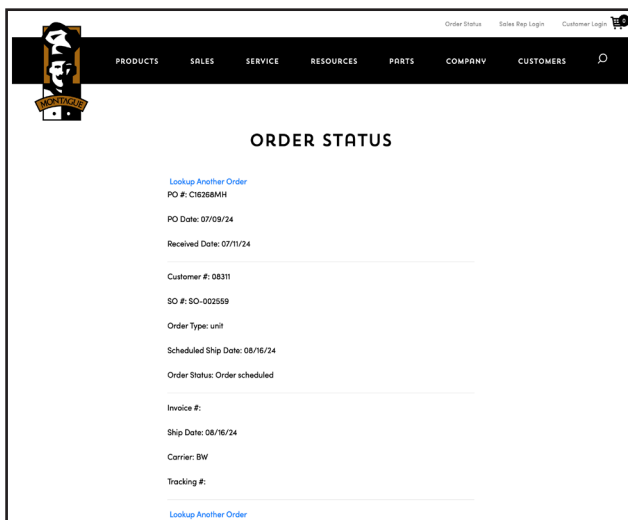 Order Status Sales Rep Login Customer Login 0
PRODUCTS SALES SERVICE RESOURCES PARTS COMPANY CUSTOMERS
MONTAGUE
ORDER STATUS
Lookup Another Order
PO #: C16268MH
PO Date: 07/09/24
Received Date: 07/11/24
Customer #: 08311
SO #: SO-002559
Order Type: unit
Scheduled Ship Date: 08/16/24
Order Status: Order scheduled
Invoice #:
Ship Date: 08/16/24
Carrier: BW
Tracking #:
Lookup Another Order